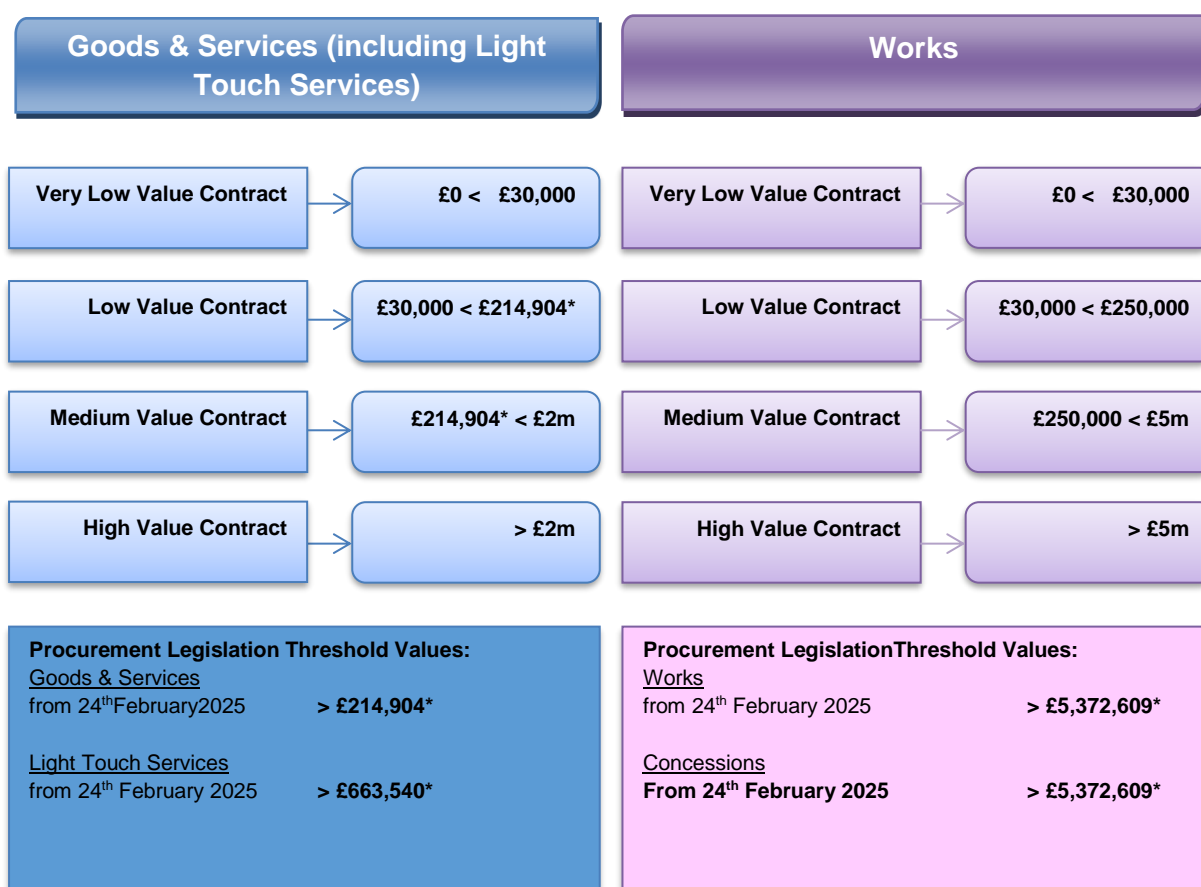 Goods & Services (including Light
Touch Services)
Works
Very Low Value Contract
£0 < £30,000
Very Low Value Contract
£0 < £30,000
Low Value Contract
£30,000 < £214,904*
Low Value Contract
£30,000 < £250,000
Medium Value Contract
£214,904* < £2m
Medium Value Contract
£250,000 < £5m
High Value Contract
> £2m
High Value Contract
> £5m
Procurement Legislation Threshold Values:
Goods & Services
from 24thFebruary2025 > £214,904*
Light Touch Services
from 24th February 2025 > £663,540*
Procurement LegislationThreshold Values:
Works
from 24th February 2025 > £5,372,609*
Concessions
From 24th February 2025 > £5,372,609*